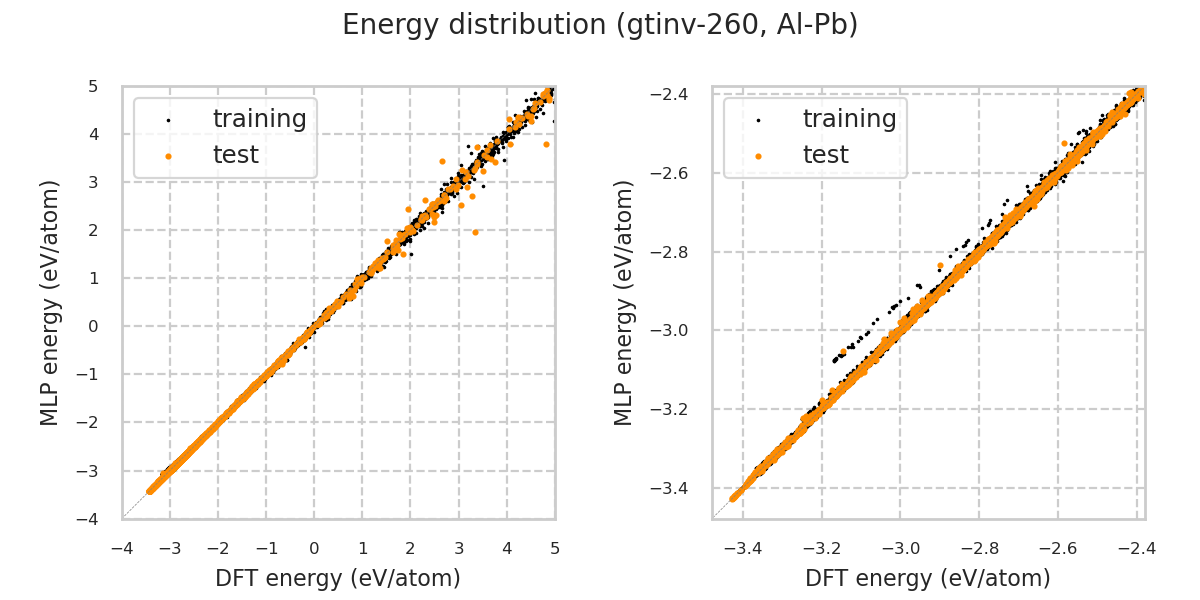 Energy distribution (gtinv-260, Al-Pb)
training
test
5
4
3
2
1
0
−1
−2
−3
−4
MLP energy (eV/atom)
−4 −3 −2 −1 0 1 2 3 4 5
DFT energy (eV/atom)
training
test
−2.4
−2.6
−2.8
−3.0
−3.2
−3.4
MLP energy (eV/atom)
−3.4 −3.2 −3.0 −2.8 −2.6 −2.4
DFT energy (eV/atom)